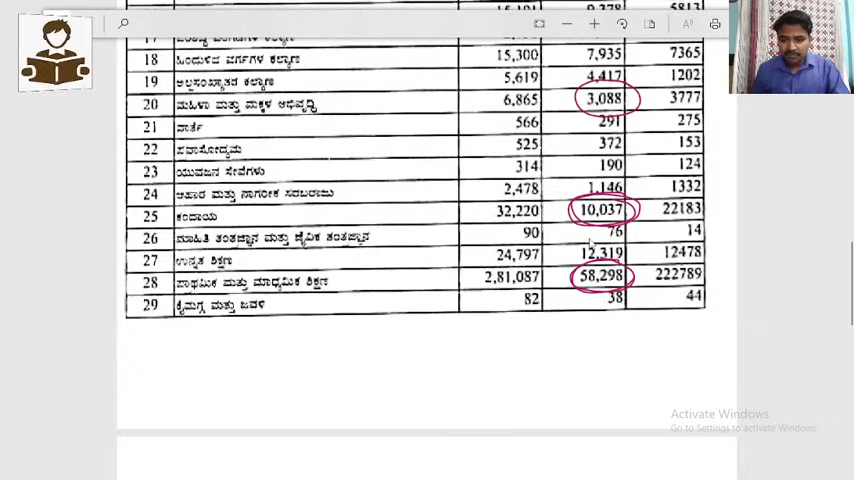 9,378 5813
18 ಹಿಂದುಳಿದ ವರ್ಗಗಳ ಕಲ್ಯಾಣ 15,300 7,935 7365
19 ಅಲ್ಪಸಂಖ್ಯಾತರ ಕಲ್ಯಾಣ 5,619 4,417 1202
20 ಮಹಿಳಾ ಮತ್ತು ಮಕ್ಕಳ ಅಭಿವೃದ್ಧಿ 6,865 3,088 3777
21 ವಾರ್ತೆ 566 291 275
22 ಪ್ರವಾಸೋದ್ಯಮ 525 372 153
23 ಯುವಜನ ಸೇವೆಗಳು 314 190 124
24 ಆಹಾರ ಮತ್ತು ನಾಗರೀಕ ಸರಬರಾಜು 2,478 1,146 1332
25 ಕಂದಾಯ 32,220 10,037 22183
26 ಮಾಹಿತಿ ತಂತ್ರಜ್ಞಾನ ಮತ್ತು ಜೈವಿಕ ತಂತ್ರಜ್ಞಾನ 90 76 14
27 ಉನ್ನತ ಶಿಕ್ಷಣ 24,797 12,319 12478
28 ಪ್ರಾಥಮಿಕ ಮತ್ತು ಮಾಧ್ಯಮಿಕ ಶಿಕ್ಷಣ 2,81,087 58,298 222789
29 ಕೈಮಗ್ಗ ಮತ್ತು ಜವಳಿ 82 38 44
Activate Windows
Go to Settings to activate Windows.